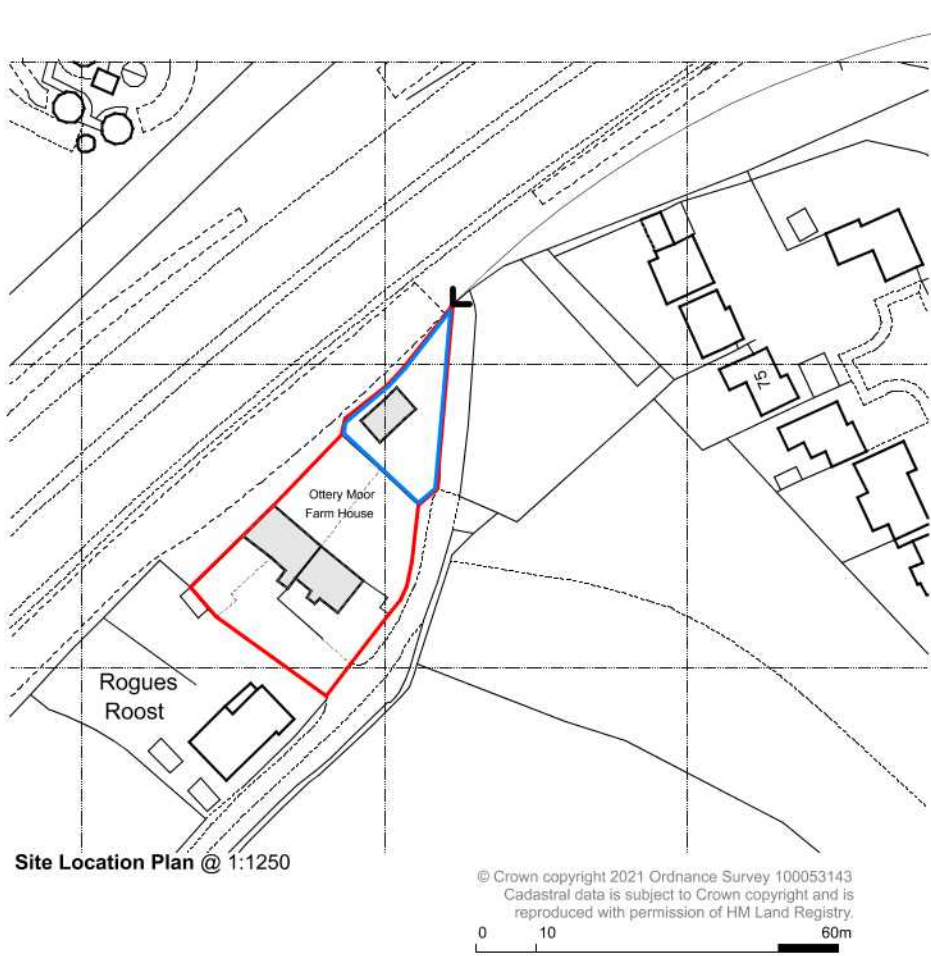 75
Ottery Moor
Farm House
Rogues
Roost
Site Location Plan @ 1:1250
© Crown copyright 2021 Ordnance Survey 100053143
Cadastral data is subject to Crown copyright and is
reproduced with permission of HM Land Registry.
0 10 60m